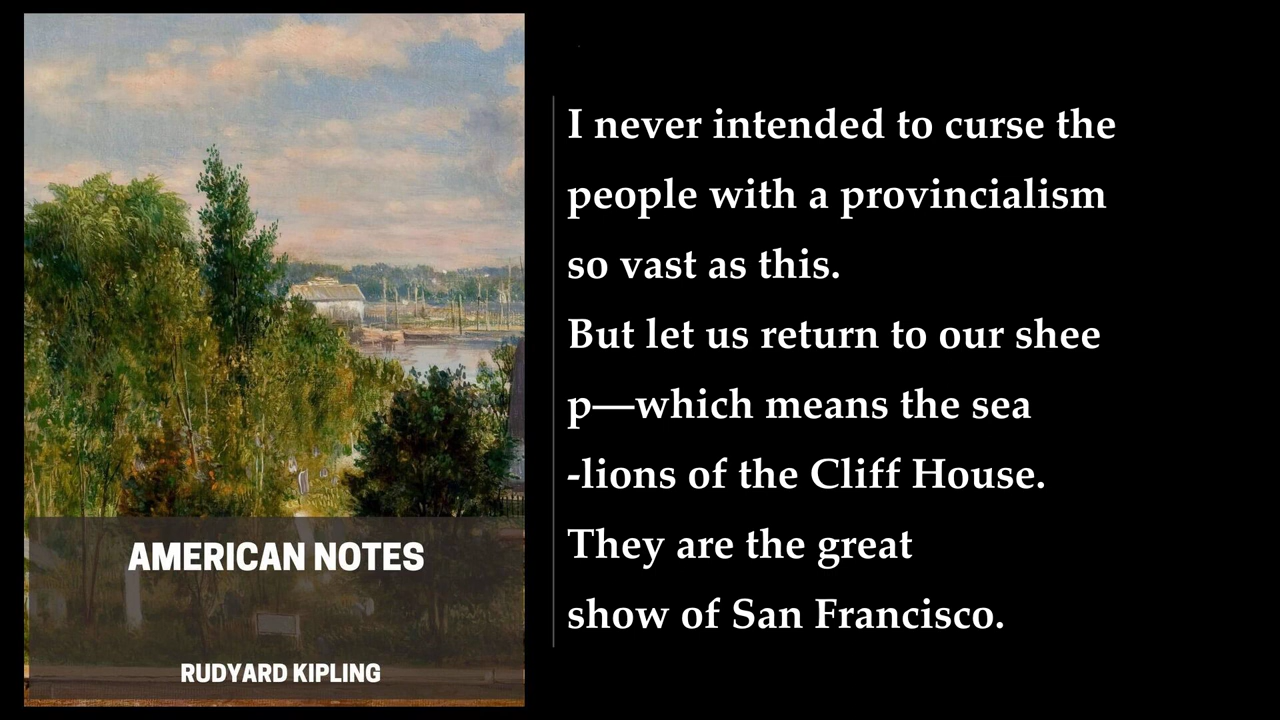 AMERICAN NOTES
RUDYARD KIPLING
I never intended to curse the
people with a provincialism
so vast as this.
But let us return to our shee
p—which means the sea
-lions of the Cliff House.
They are the great
show of San Francisco.